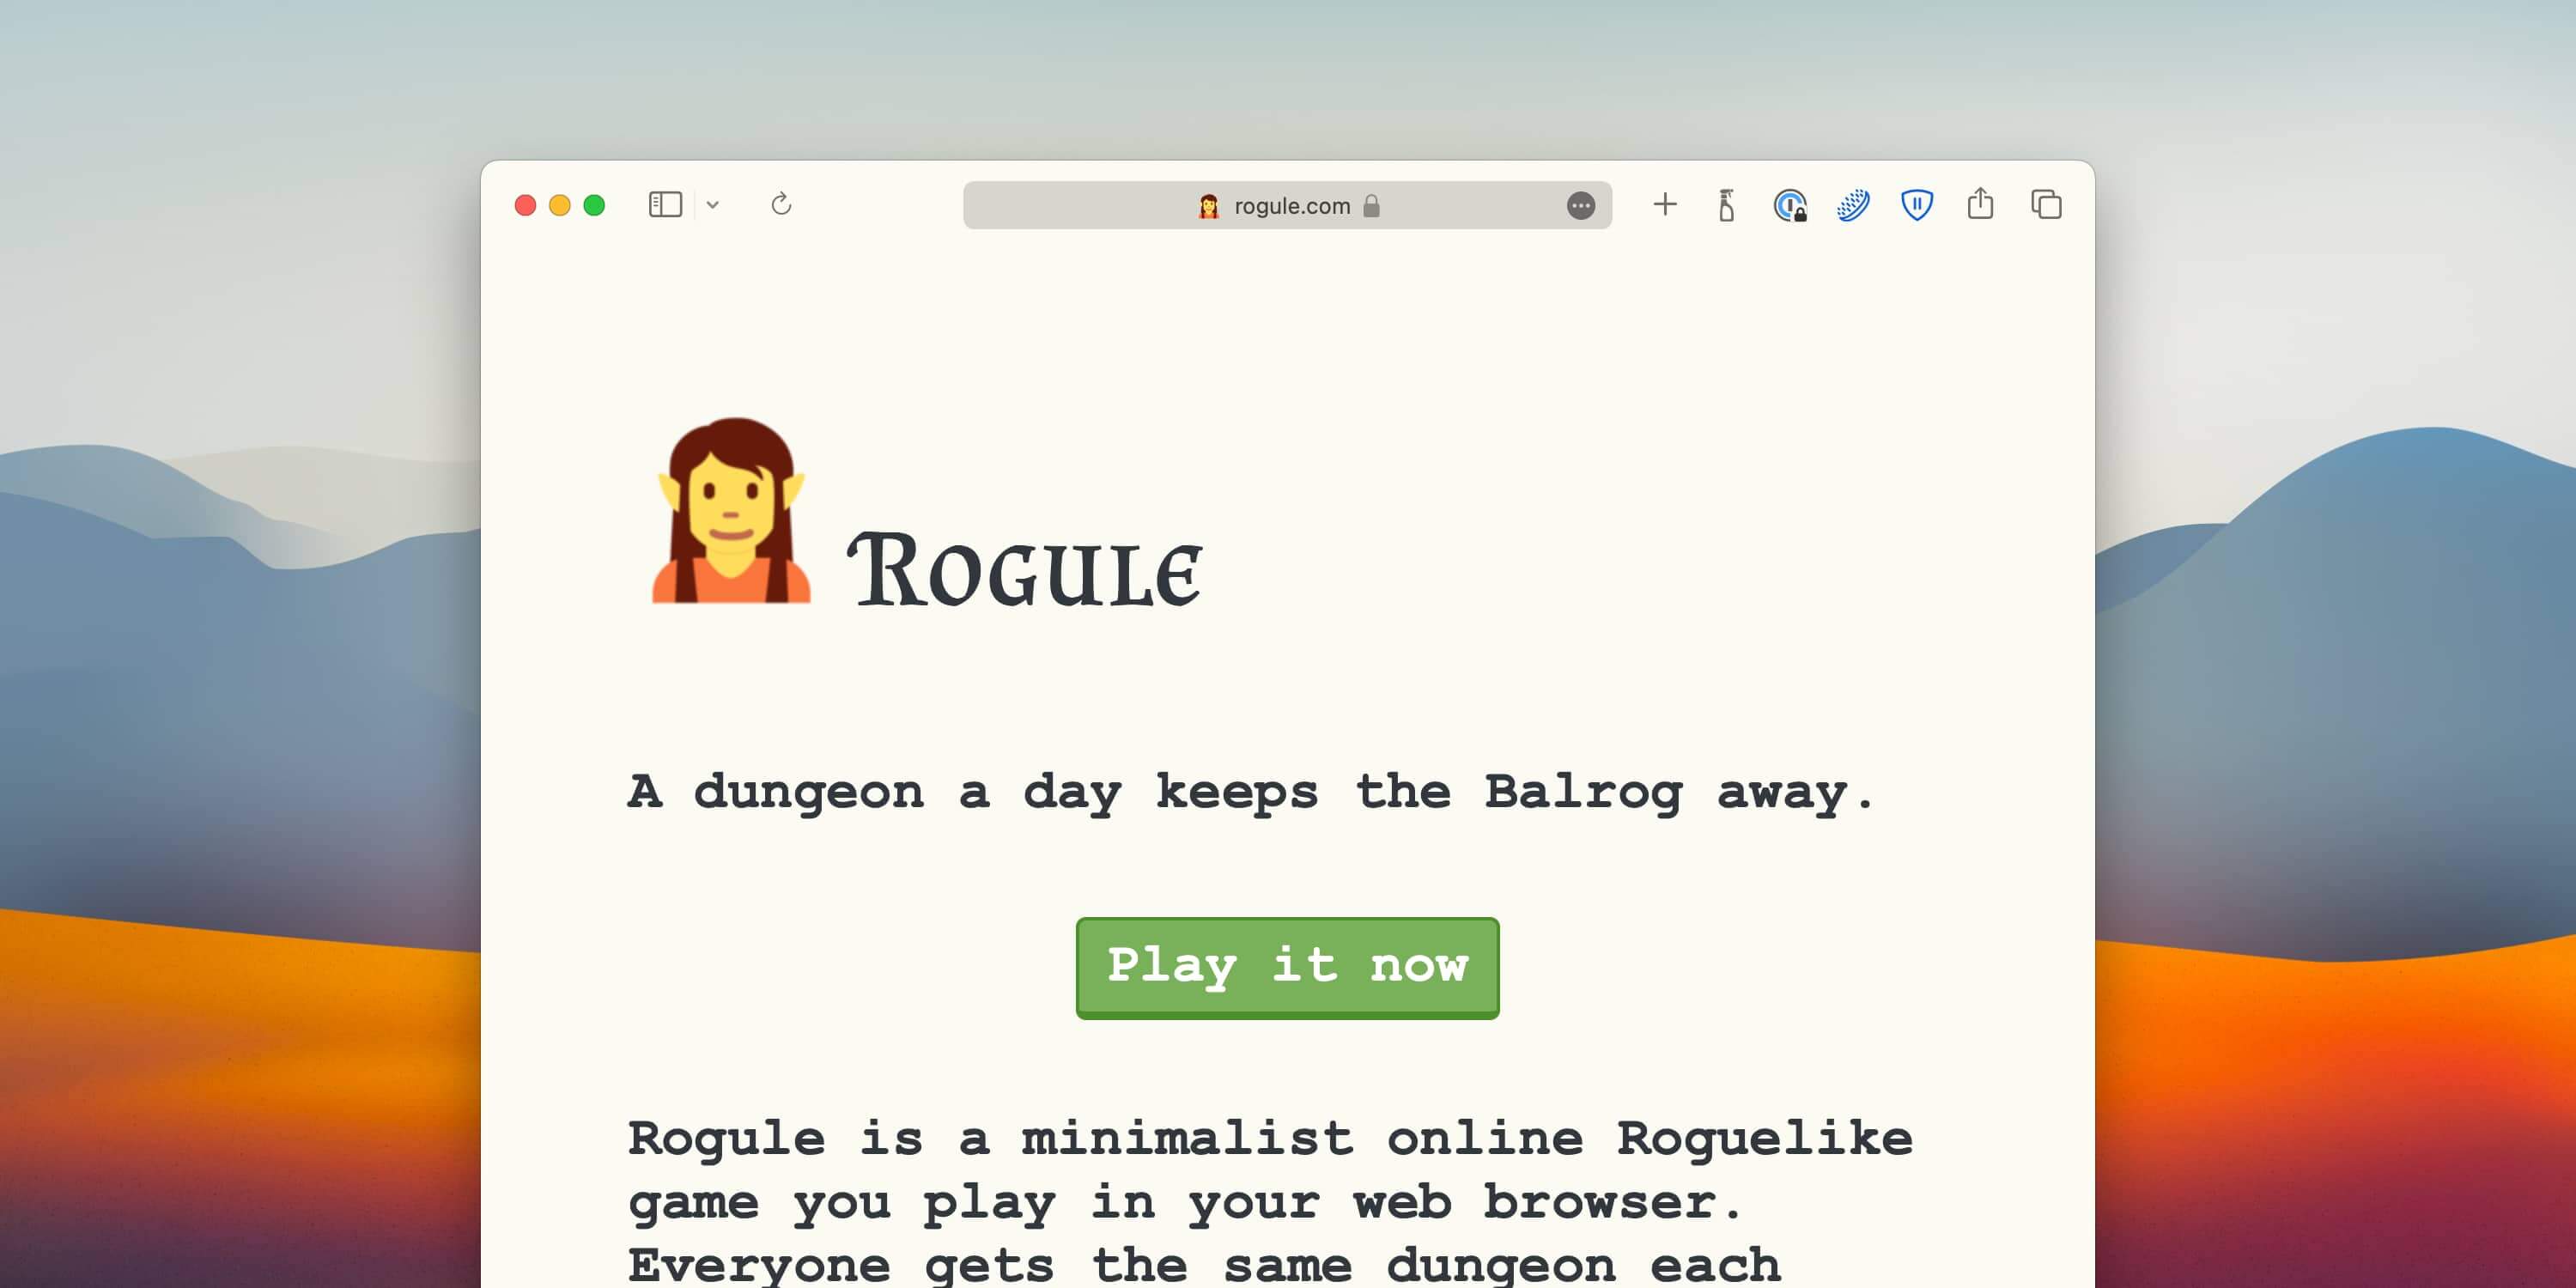 rogule.com
Rogule
A dungeon a day keeps the Balrog away.
Play it now
Rogule is a minimalist online Roguelike
game you play in your web browser.
Everyone gets the same dungeon each